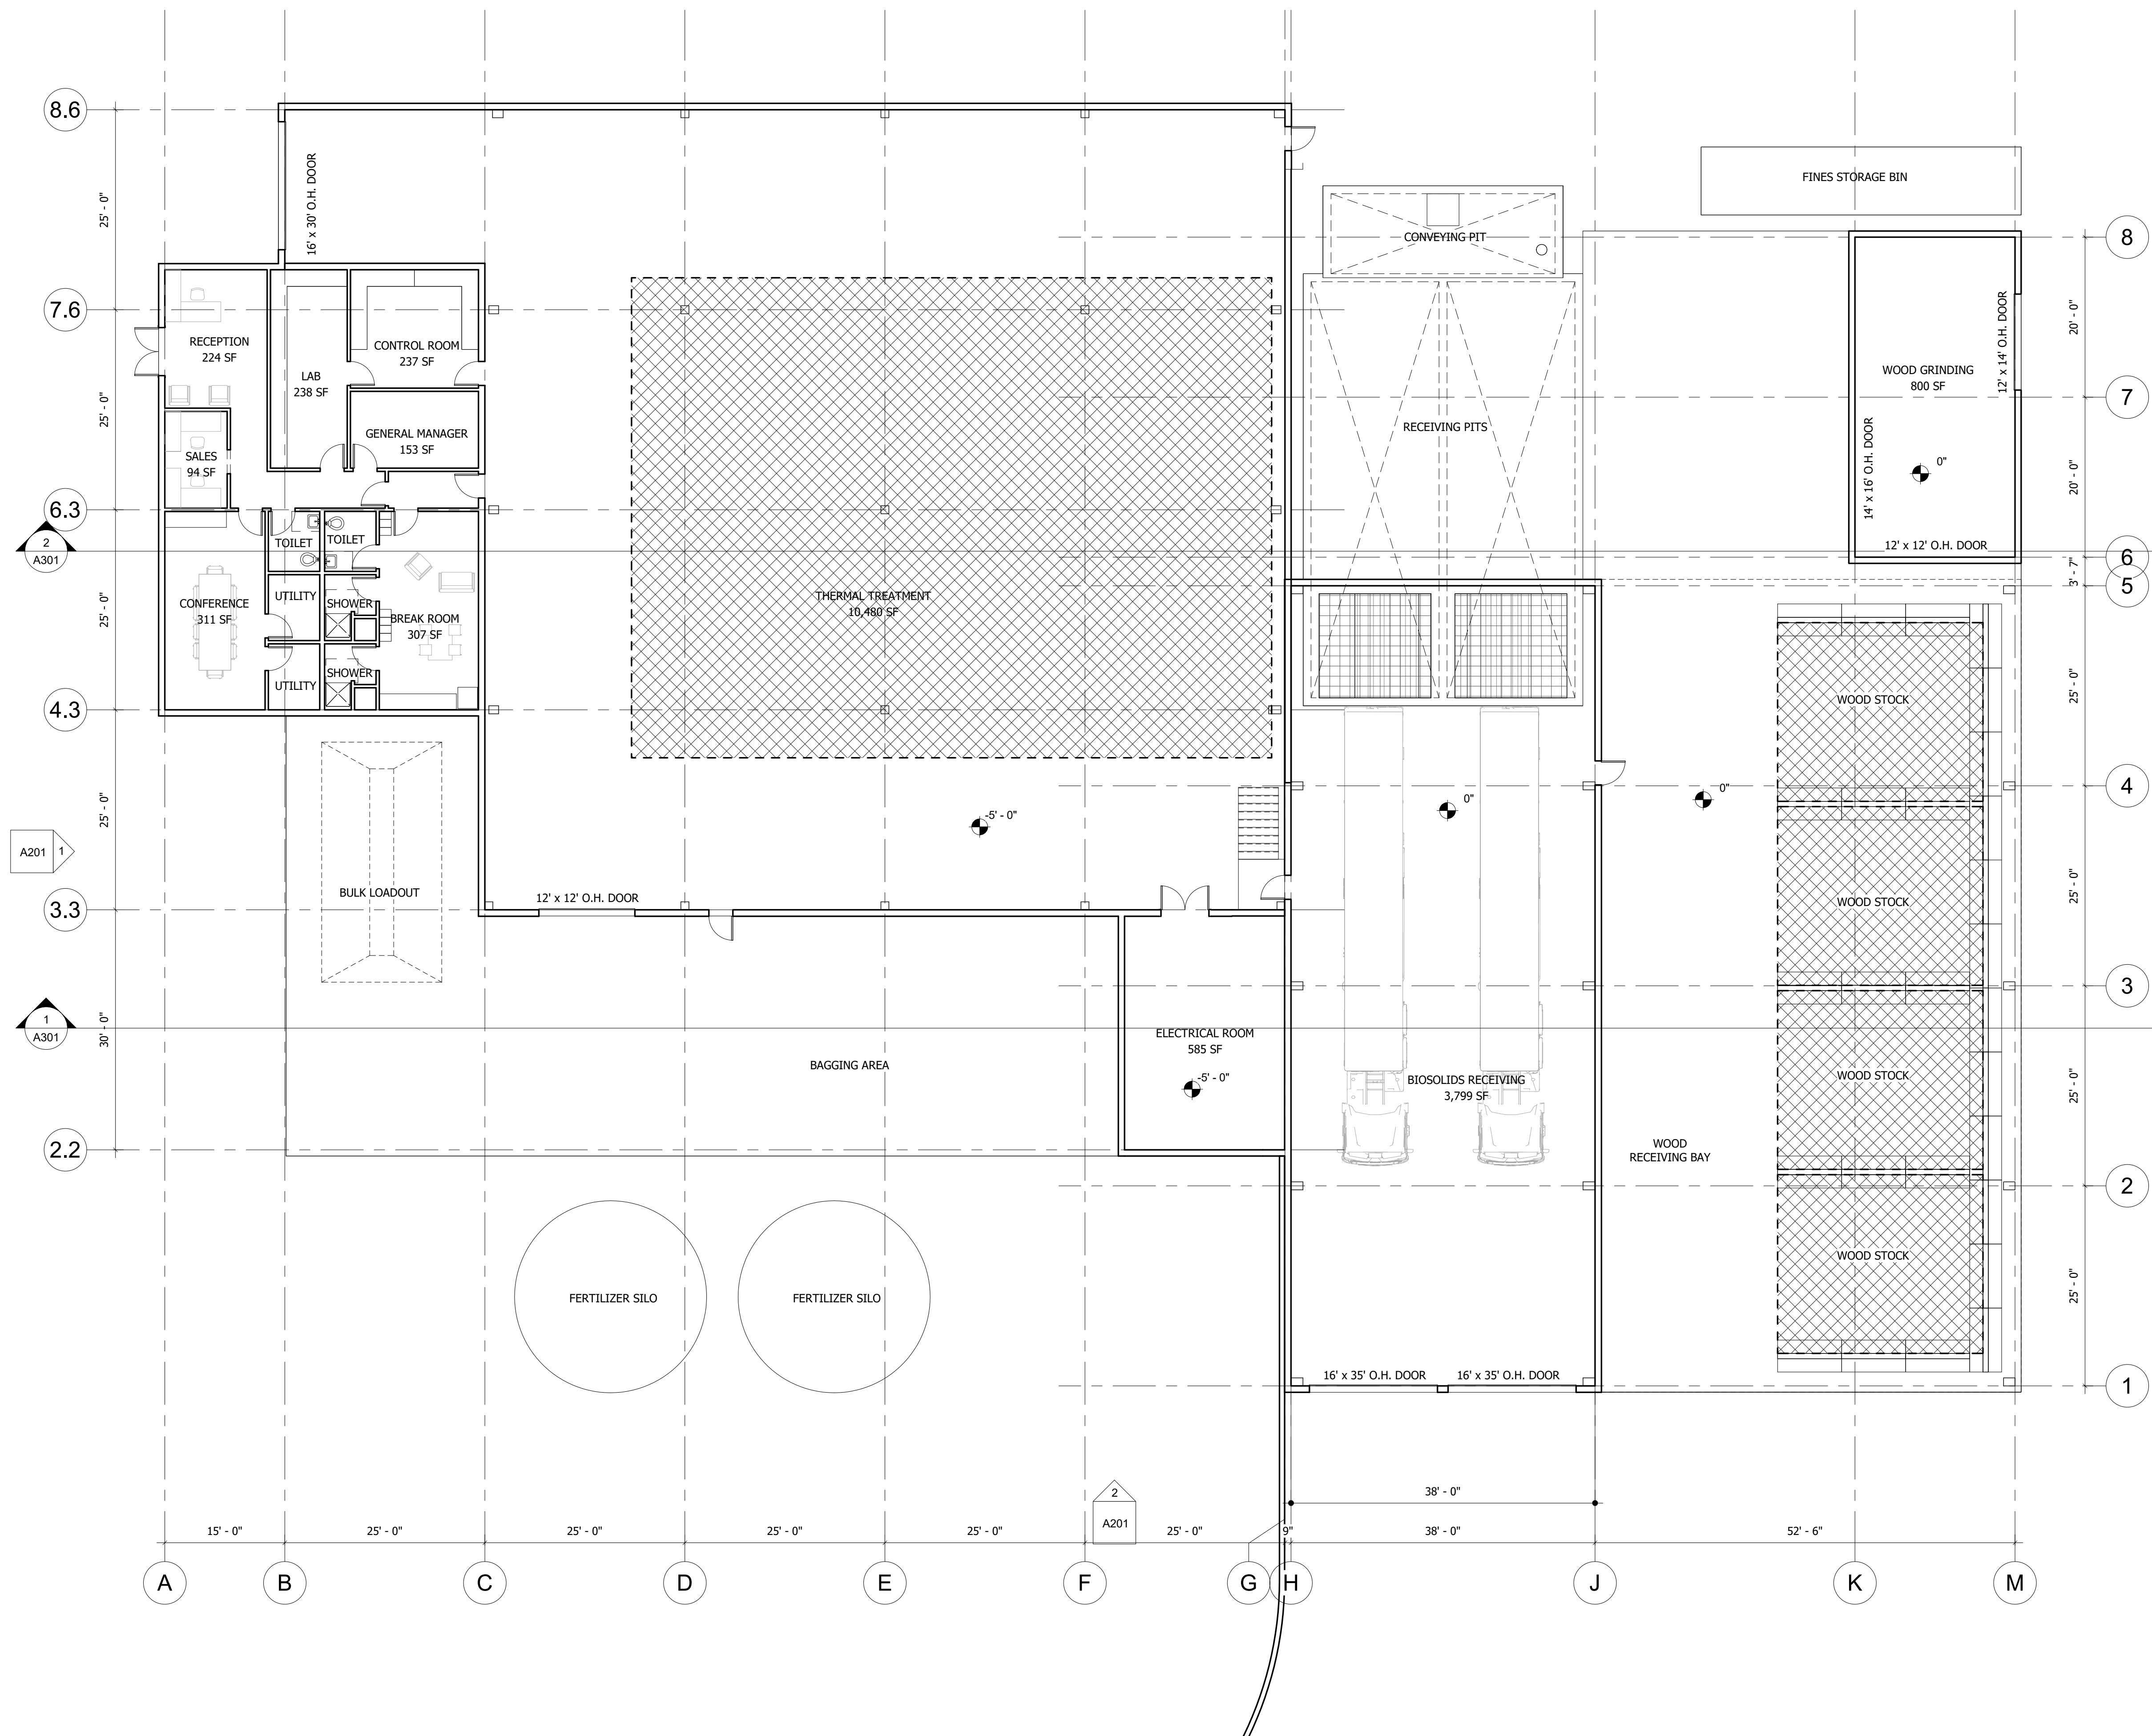 8.6
25' - 0"
16' x 30' O.H. DOOR
FINES STORAGE BIN
CONVEYING PIT
8
7.6
RECEPTION
224 SF
CONTROL ROOM
237 SF
LAB
238 SF
12' x 14' O.H. DOOR
20' - 0"
WOOD GRINDING
800 SF
7
25' - 0"
GENERAL MANAGER
153 SF
RECEIVING PITS
14' x 16' O.H. DOOR
SALES
94 SF
0"
20' - 0"
6.3
2
A301
TOILET
TOILET
12' x 12' O.H. DOOR
6
3' - 7"
5
25' - 0"
CONFERENCE
311 SF
UTILITY
SHOWER
BREAK ROOM
307 SF
THERMAL TREATMENT
10,480 SF
UTILITY
SHOWER
WOOD STOCK
25' - 0"
4.3
4
0"
0"
-5' - 0"
25' - 0"
A201
1
BULK LOADOUT
12' x 12' O.H. DOOR
WOOD STOCK
25' - 0"
3.3
3
1
A301
30' - 0"
ELECTRICAL ROOM
585 SF
-5' - 0"
BAGGING AREA
BIOSOLIDS RECEIVING
3,799 SF
WOOD STOCK
25' - 0"
2.2
WOOD
RECEIVING BAY
2
WOOD STOCK
25' - 0"
FERTILIZER SILO
FERTILIZER SILO
16' x 35' O.H. DOOR
16' x 35' O.H. DOOR
1
38' - 0"
2
A201
15' - 0"
25' - 0"
25' - 0"
25' - 0"
25' - 0"
25' - 0"
9"
38' - 0"
52' - 6"
A
B
C
D
E
F
G
H
J
K
M